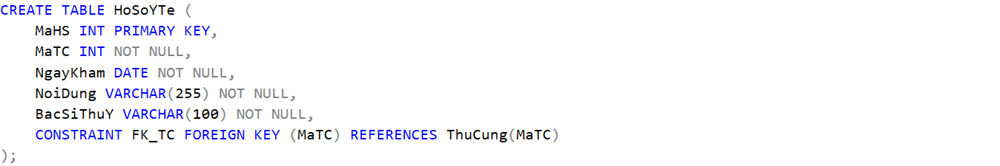 CREATE TABLE HoSoYTe (
    MaHS INT PRIMARY KEY,
    MaTC INT NOT NULL,
    NgayKham DATE NOT NULL,
    NoiDung VARCHAR(255) NOT NULL,
    BacSiThuY VARCHAR(100) NOT NULL,
    CONSTRAINT FK_TC FOREIGN KEY (MaTC) REFERENCES ThuCung(MaTC)
);